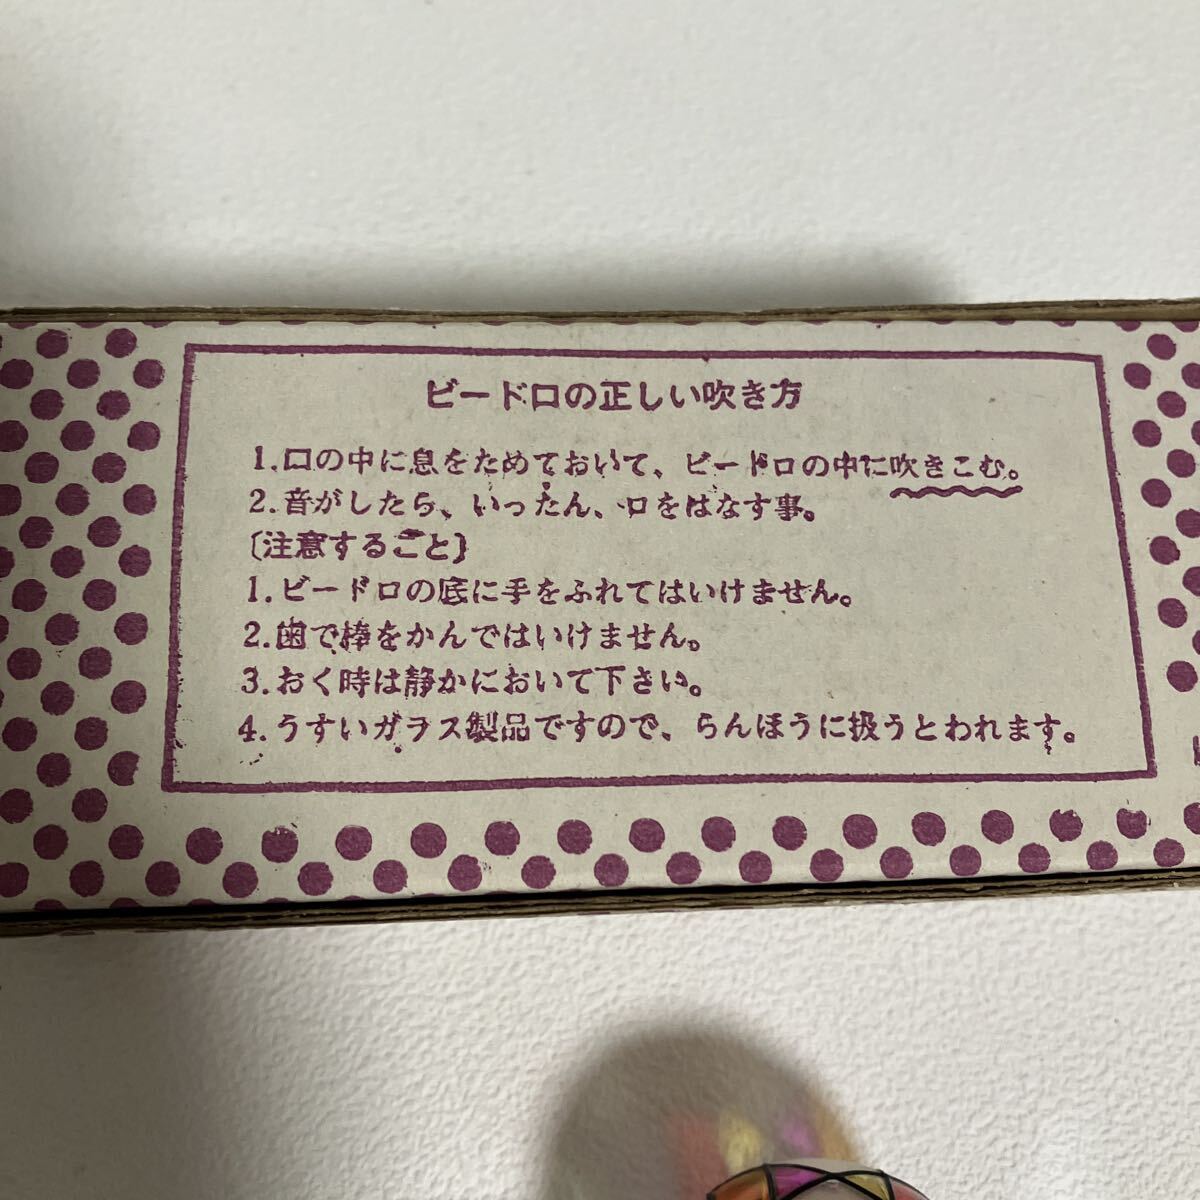 ビードロの正しい吹き方
1.口の中に息をためておいて、ビードロの中に吹きこむ。
2.音がしたら、いったん、口をはなす事。
〔注意すること〕
1.ビードロの底に手をふれてはいけません。
2.歯で棒をかんではいけません。
3.おく時は静かにおいて下さい。
4.うすいガラス製品ですので、らんぼうに扱うとわれます。